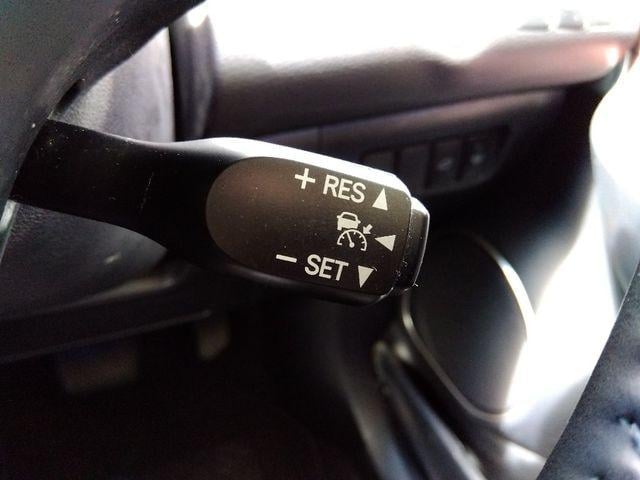 + RES
- SET